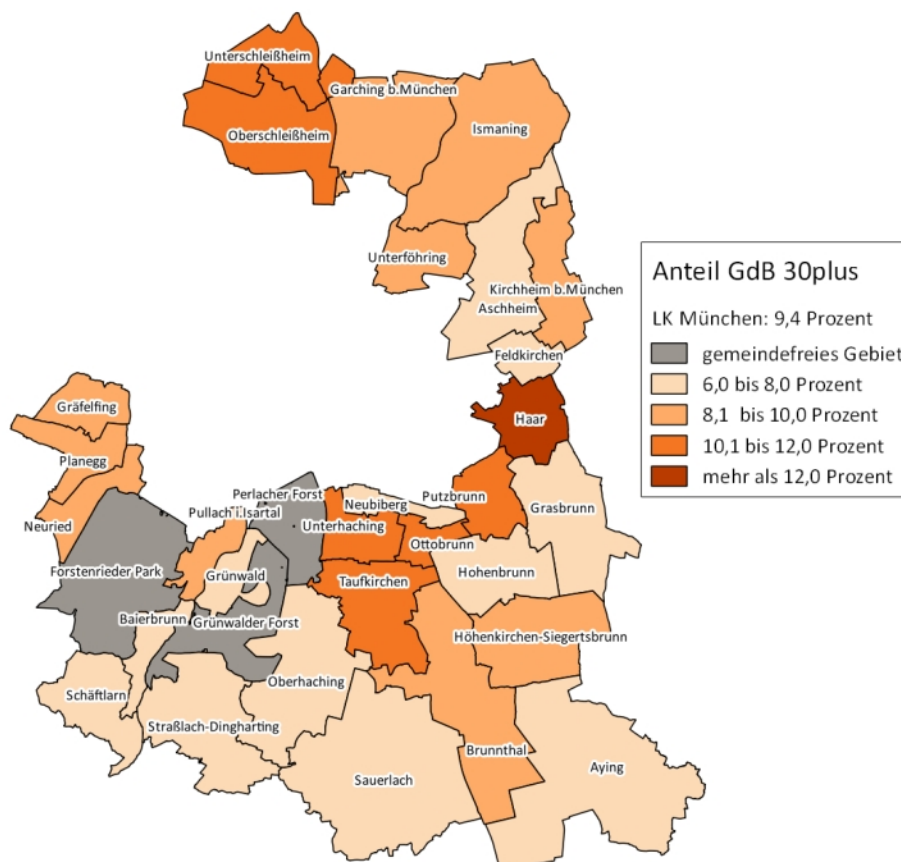 Unterschleißheim
Garching b.München
Oberschleißheim
Ismaning
Unterföhring
Kirchheim b.München
Aschheim
Feldkirchen
Haar
Gräfelfing
Planegg
Neuried
Perlacher Forst
Pullach i.Isartal
Neubiberg
Putzbrunn
Unterhaching
Grasbrunn
Ottobrunn
Forstenrieder Park
Grünwald
Taufkirchen
Hohenbrunn
Baierbrunn
Grünwalder Forst
Höhenkirchen-Siegertsbrunn
Schäftlarn
Oberhaching
Straßlach-Dingharting
Brunnthal
Sauerlach
Aying
Anteil GdB 30plus
LK München: 9,4 Prozent
gemeindefreies Gebiet
6,0 bis 8,0 Prozent
8,1 bis 10,0 Prozent
10,1 bis 12,0 Prozent
mehr als 12,0 Prozent